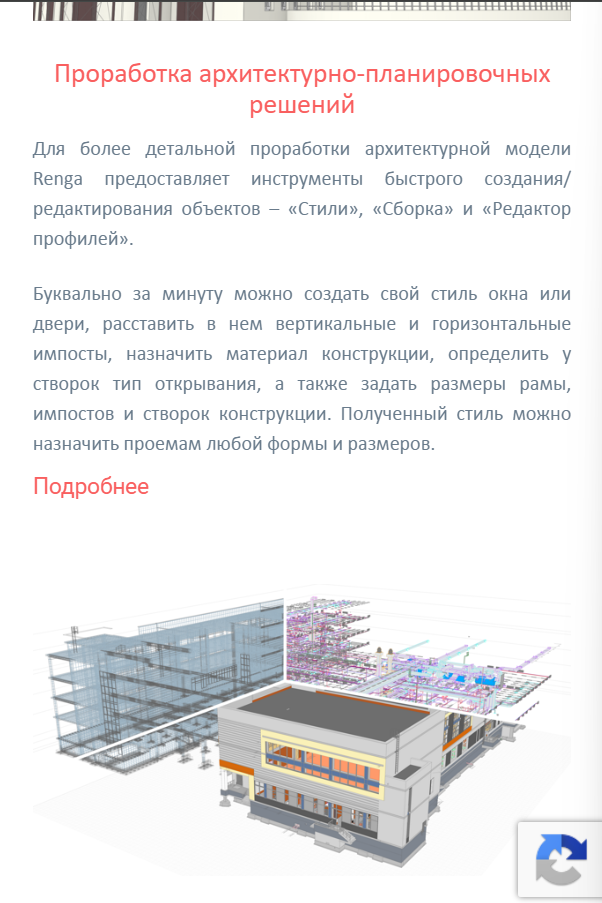 Проработка архитектурно-планировочных
решений
Для более детальной проработки архитектурной модели
Renga предоставляет инструменты быстрого создания/
редактирования объектов – «Стили», «Сборка» и «Редактор
профилей».
Буквально за минуту можно создать свой стиль окна или
двери, расставить в нем вертикальные и горизонтальные
импосты, назначить материал конструкции, определить у
створок тип открывания, а также задать размеры рамы,
импостов и створок конструкции. Полученный стиль можно
назначить проемам любой формы и размеров.
Подробнее